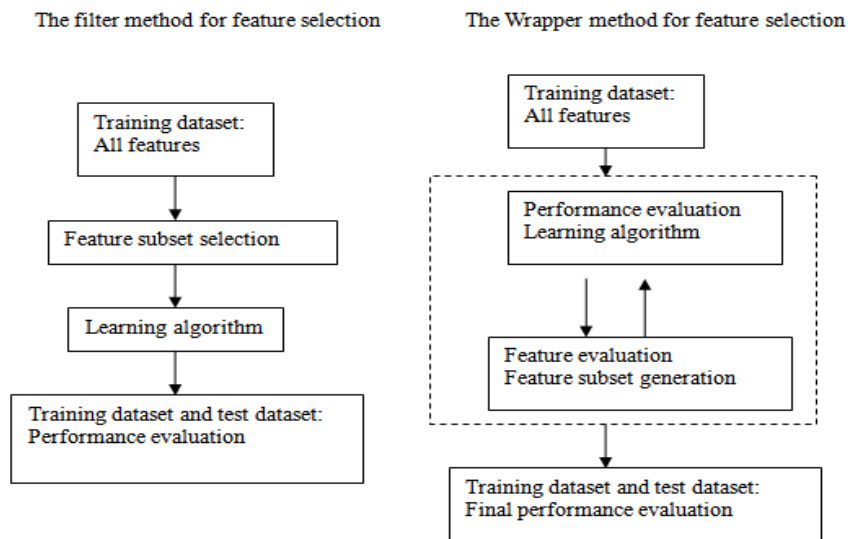 The filter method for feature selection
Training dataset:
All features
Feature subset selection
Learning algorithm
Training dataset and test dataset:
Performance evaluation
The Wrapper method for feature selection
Training dataset:
All features
Performance evaluation
Learning algorithm
Feature evaluation
Feature subset generation
Training dataset and test dataset:
Final performance evaluation